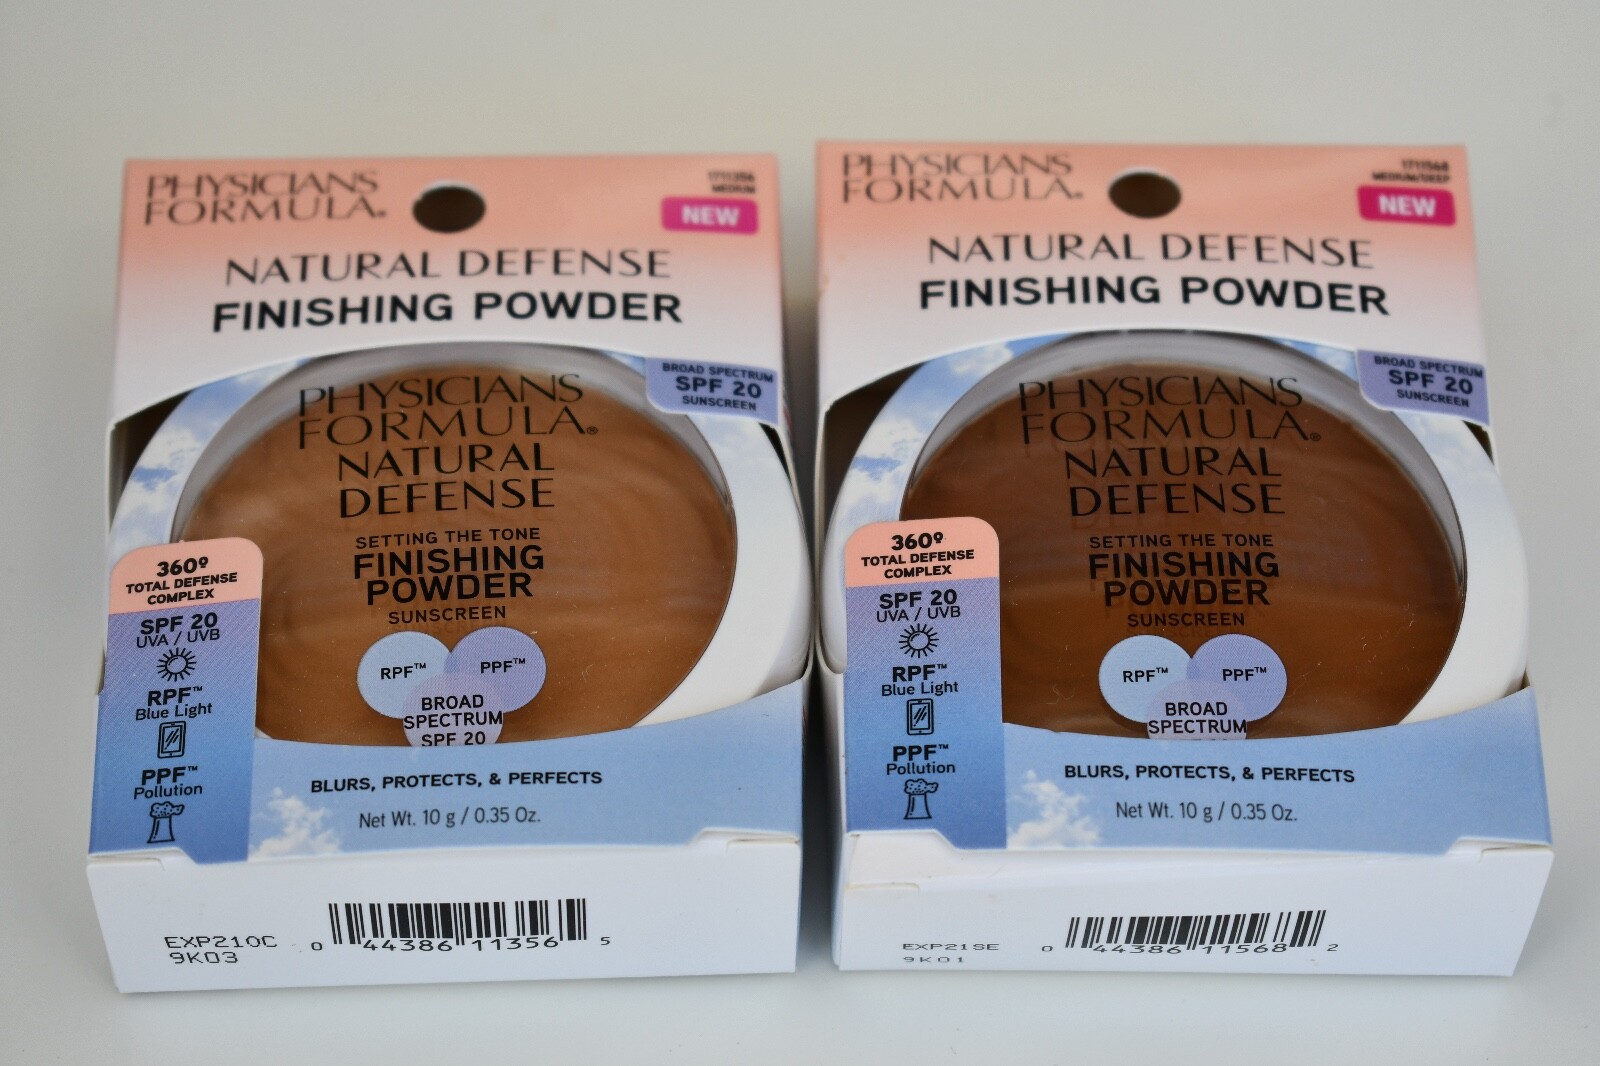 PHYSICIANS
FORMULA®
1711356
MEDIUM
NEW
NATURAL DEFENSE
FINISHING POWDER
BROAD SPECTRUM
SPF 20
SUNSCREEN
PHYSICIANS
FORMULA®
NATURAL
DEFENSE
SETTING THE TONE
FINISHING
POWDER
SUNSCREEN
RPF™
PPF™
BROAD
SPECTRUM
SPF 20
360º
TOTAL DEFENSE
COMPLEX
SPF 20
UVA / UVB
RPF™
Blue Light
PPF™
Pollution
BLURS, PROTECTS, & PERFECTS
Net Wt. 10 g / 0.35 Oz.
EXP210C
9K03
0 44386 11356 5
PHYSICIANS
FORMULA®
1711568
MEDIUM/DEEP
NEW
NATURAL DEFENSE
FINISHING POWDER
BROAD SPECTRUM
SPF 20
SUNSCREEN
PHYSICIANS
FORMULA®
NATURAL
DEFENSE
SETTING THE TONE
FINISHING
POWDER
SUNSCREEN
RPF™
PPF™
BROAD
SPECTRUM
360º
TOTAL DEFENSE
COMPLEX
SPF 20
UVA / UVB
RPF™
Blue Light
PPF™
Pollution
BLURS, PROTECTS, & PERFECTS
Net Wt. 10 g / 0.35 Oz.
EXP21SE
9K01
0 44386 11568 2